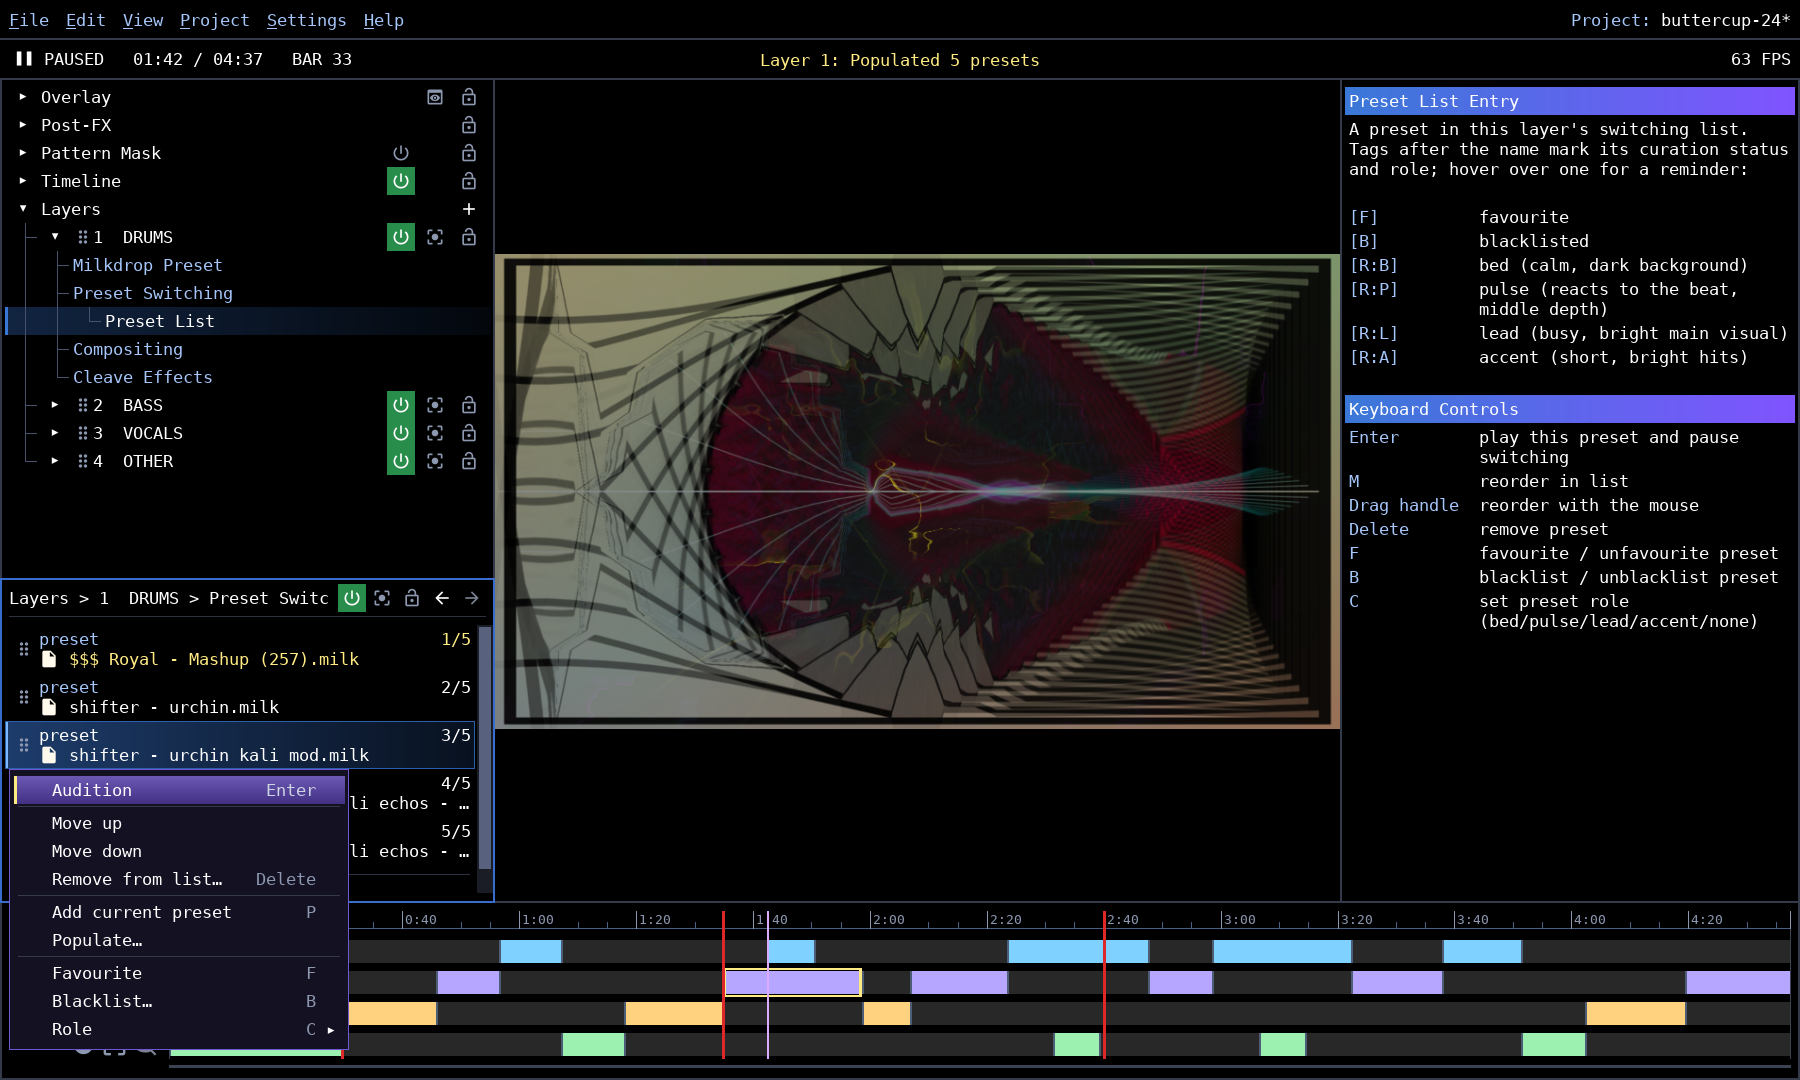 File Edit View Project Settings Help
Project: buttercup-24*
PAUSED 01:42 / 04:37 BAR 33
Layer 1: Populated 5 presets
63 FPS
Overlay
Post-FX
Pattern Mask
Timeline
Layers
1 DRUMS
Milkdrop Preset
Preset Switching
Preset List
Compositing
Cleave Effects
2 BASS
3 VOCALS
4 OTHER
Layers > 1 DRUMS > Preset Switc
preset 1/5
$$$ Royal - Mashup (257).milk
preset 2/5
shifter - urchin.milk
preset 3/5
shifter - urchin kali mod.milk
4/5
li echos - …
5/5
li echos - …
Audition Enter
Move up
Move down
Remove from list… Delete
Add current preset P
Populate…
Favourite F
Blacklist… B
Role C
Preset List Entry
A preset in this layer's switching list.
Tags after the name mark its curation status
and role; hover over one for a reminder:
[F] favourite
[B] blacklisted
[R:B] bed (calm, dark background)
[R:P] pulse (reacts to the beat,
middle depth)
[R:L] lead (busy, bright main visual)
[R:A] accent (short, bright hits)
Keyboard Controls
Enter play this preset and pause
switching
M reorder in list
Drag handle reorder with the mouse
Delete remove preset
F favourite / unfavourite preset
B blacklist / unblacklist preset
C set preset role
(bed/pulse/lead/accent/none)
0:40 1:00 1:20 1:40 2:00 2:20 2:40 3:00 3:20 3:40 4:00 4:20